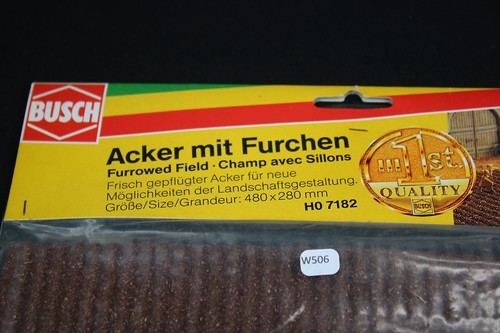 BUSCH
Acker mit Furchen
Furrowed Field · Champ avec Sillons
Frisch gepflügter Acker für neue
Möglichkeiten der Landschaftsgestaltung.
Größe/Size/Grandeur: 480 x 280 mm
H0 7182
1st.
QUALITY
BUSCH
W506